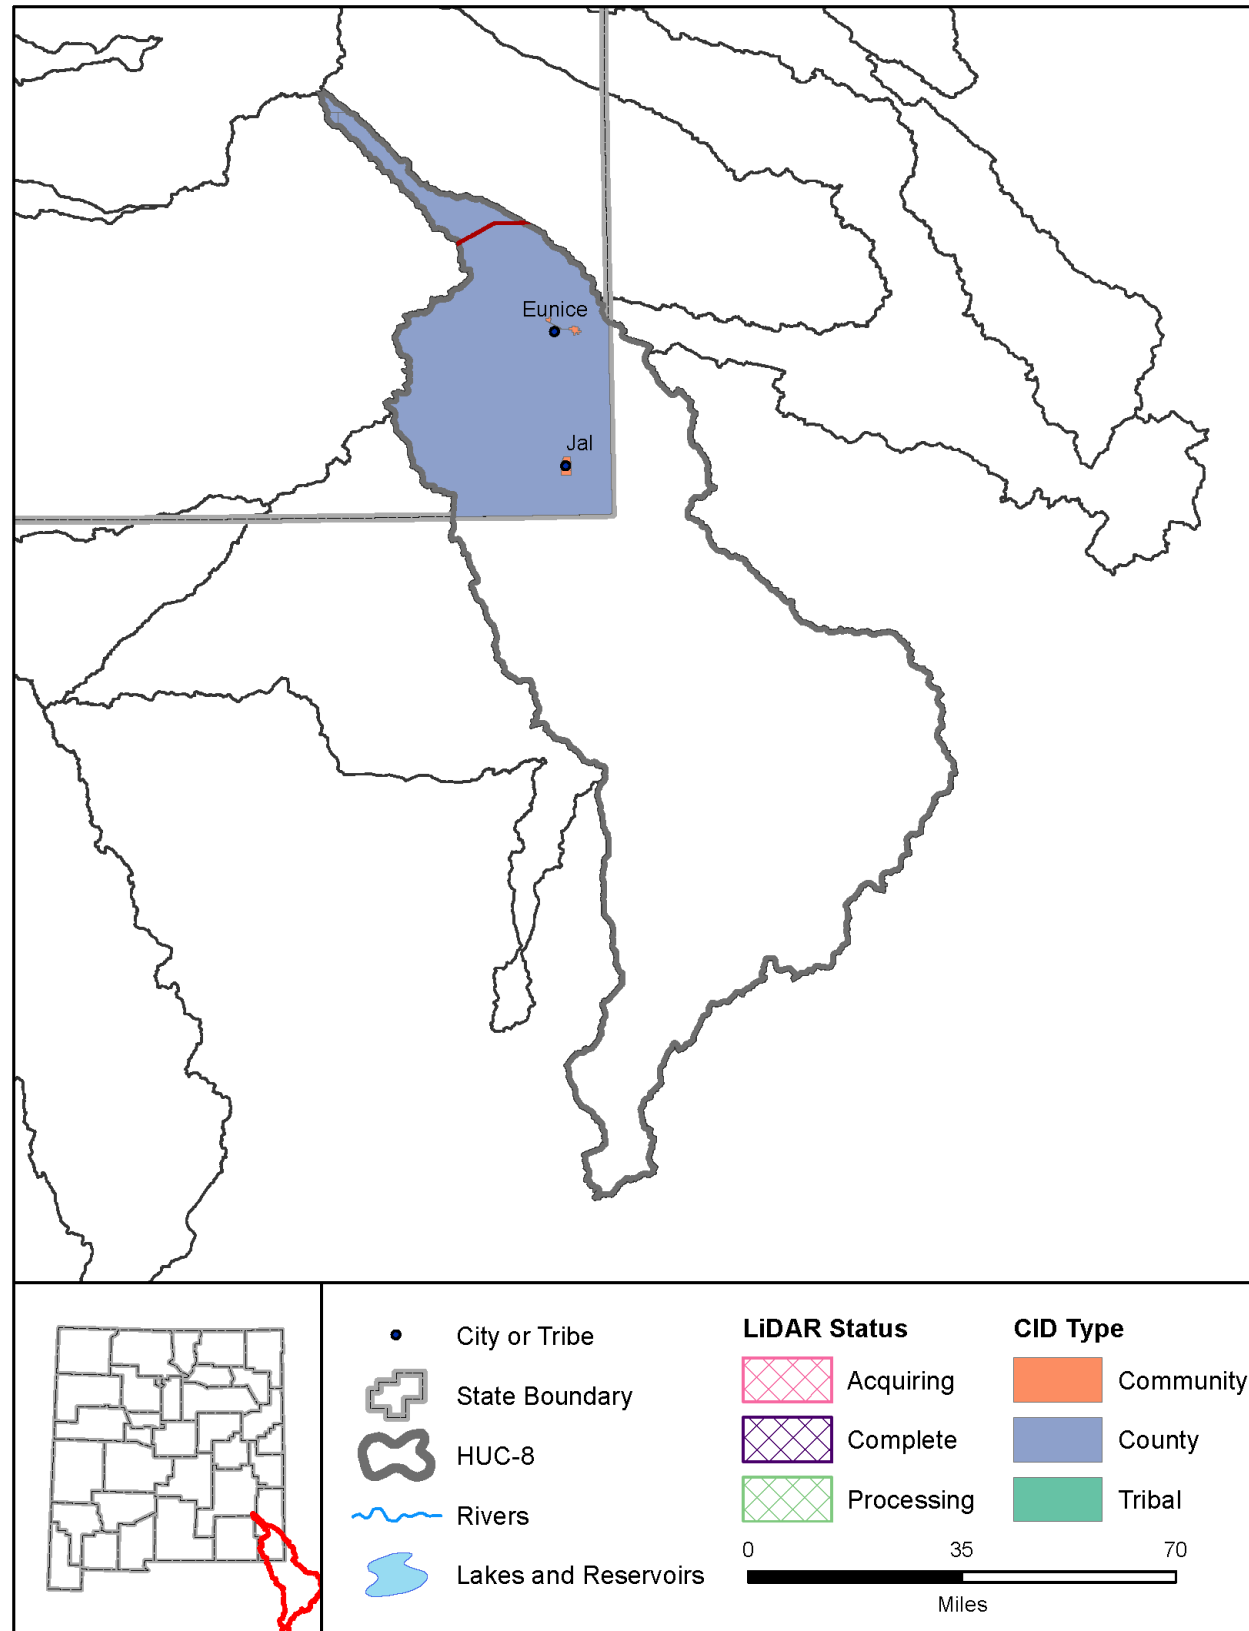 Eunice
Jal
City or Tribe
State Boundary
HUC-8
Rivers
Lakes and Reservoirs
LiDAR Status
Acquiring
Complete
Processing
CID Type
Community
County
Tribal
0 35 70
Miles